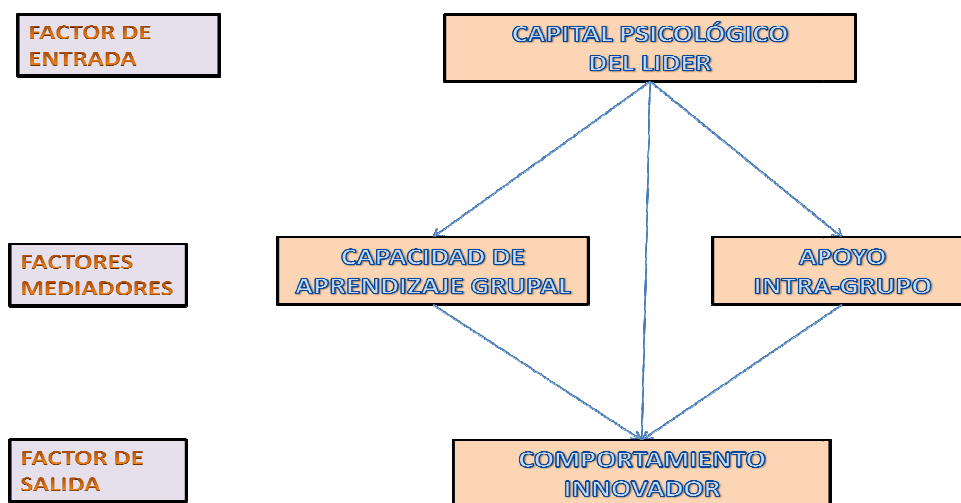 FACTOR DE
ENTRADA
CAPITAL PSICOLÓGICO
DEL LIDER
FACTORES
MEDIADORES
CAPACIDAD DE
APRENDIZAJE GRUPAL
APOYO
INTRA-GRUPO
FACTOR DE
SALIDA
COMPORTAMIENTO
INNOVADOR